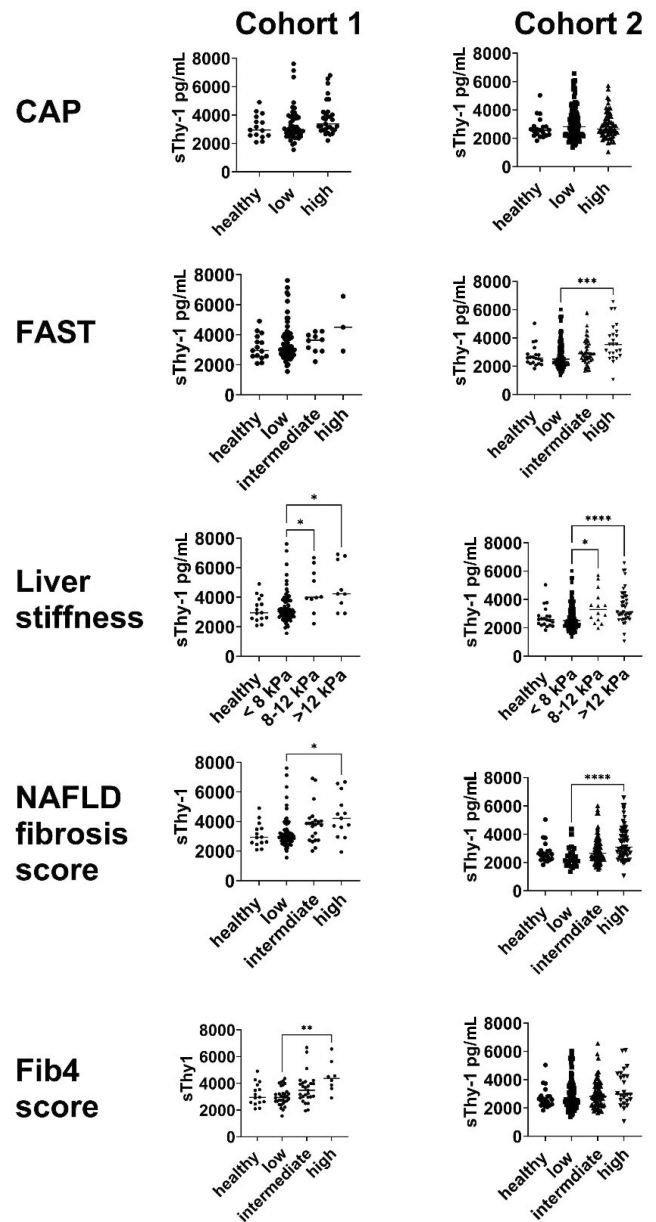 Cohort 1
Cohort 2
CAP
sThy-1 pg/mL
8000
6000
4000
2000
0
healthy
low
high
sThy-1 pg/mL
8000
6000
4000
2000
0
healthy
low
high
FAST
sThy-1 pg/mL
8000
6000
4000
2000
0
healthy
low
intermediate
high
sThy-1 pg/mL
8000
6000
4000
2000
0
***
healthy
low
intermdiate
high
Liver
stiffness
sThy-1 pg/mL
8000
6000
4000
2000
0
*
*
healthy
< 8 kPa
8-12 kPa
>12 kPa
sThy-1 pg/mL
8000
6000
4000
2000
0
****
*
healthy
< 8 kPa
8-12 kPa
>12 kPa
NAFLD
fibrosis
score
sThy-1
8000
6000
4000
2000
0
*
healthy
low
intermdiate
high
sThy-1 pg/mL
8000
6000
4000
2000
0
****
healthy
low
intermdiate
high
Fib4
score
sThy1
8000
6000
4000
2000
0
**
healthy
low
intermediate
high
sThy-1 pg/mL
8000
6000
4000
2000
0
healthy
low
intermediate
high